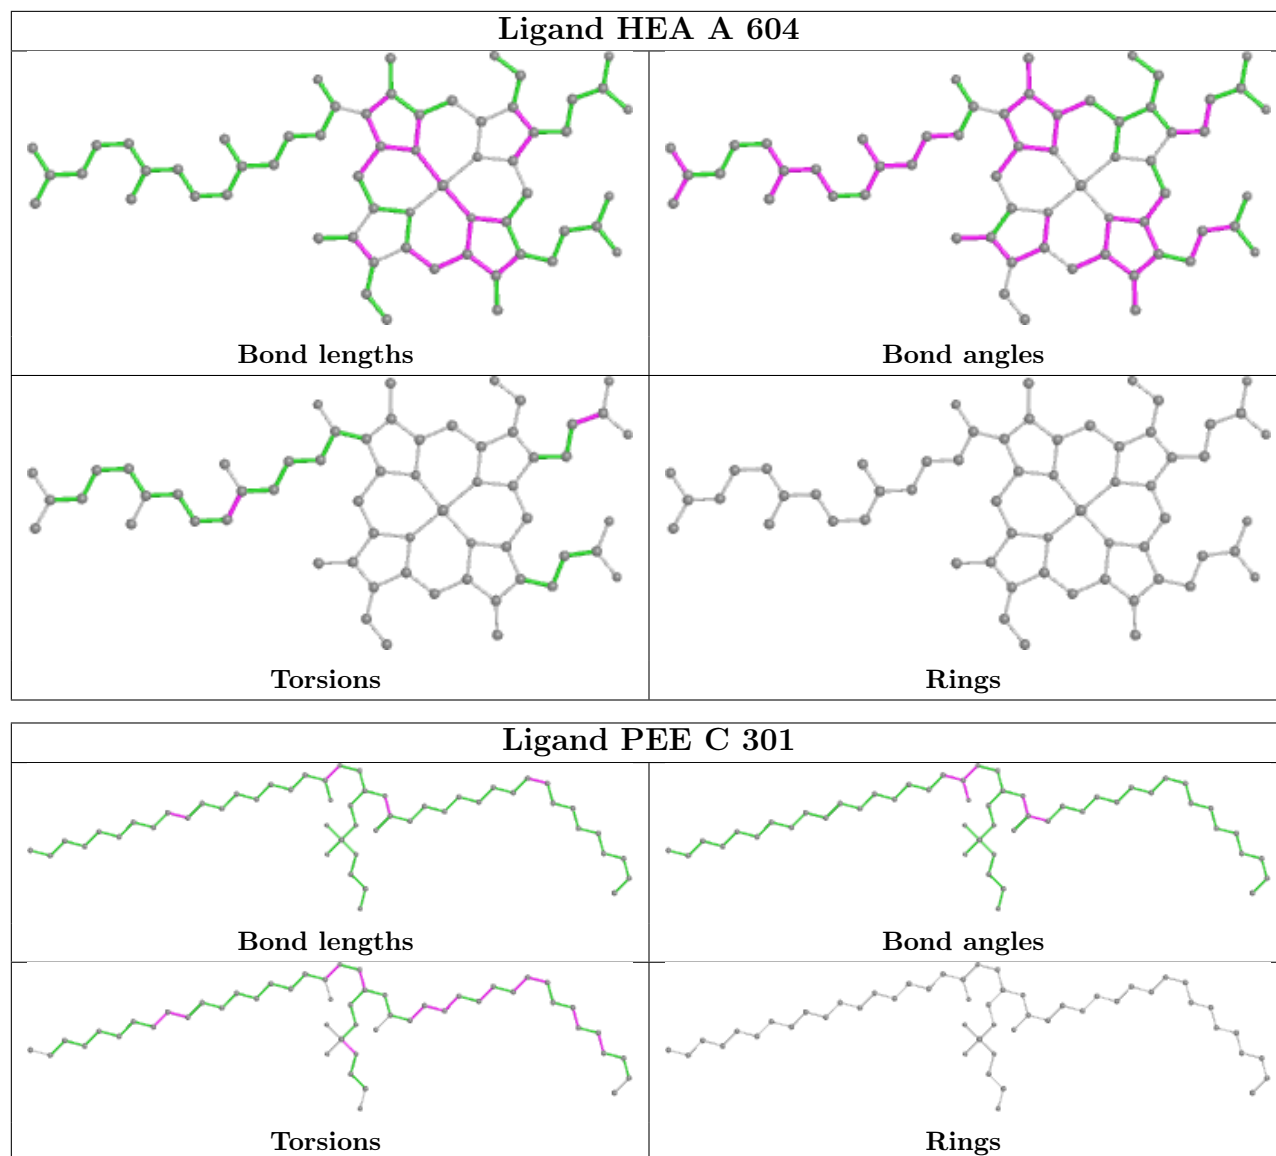 Ligand HEA A 604
Bond lengths
Bond angles
Torsions
Rings
Ligand PEE C 301
Bond lengths
Bond angles
Torsions
Rings